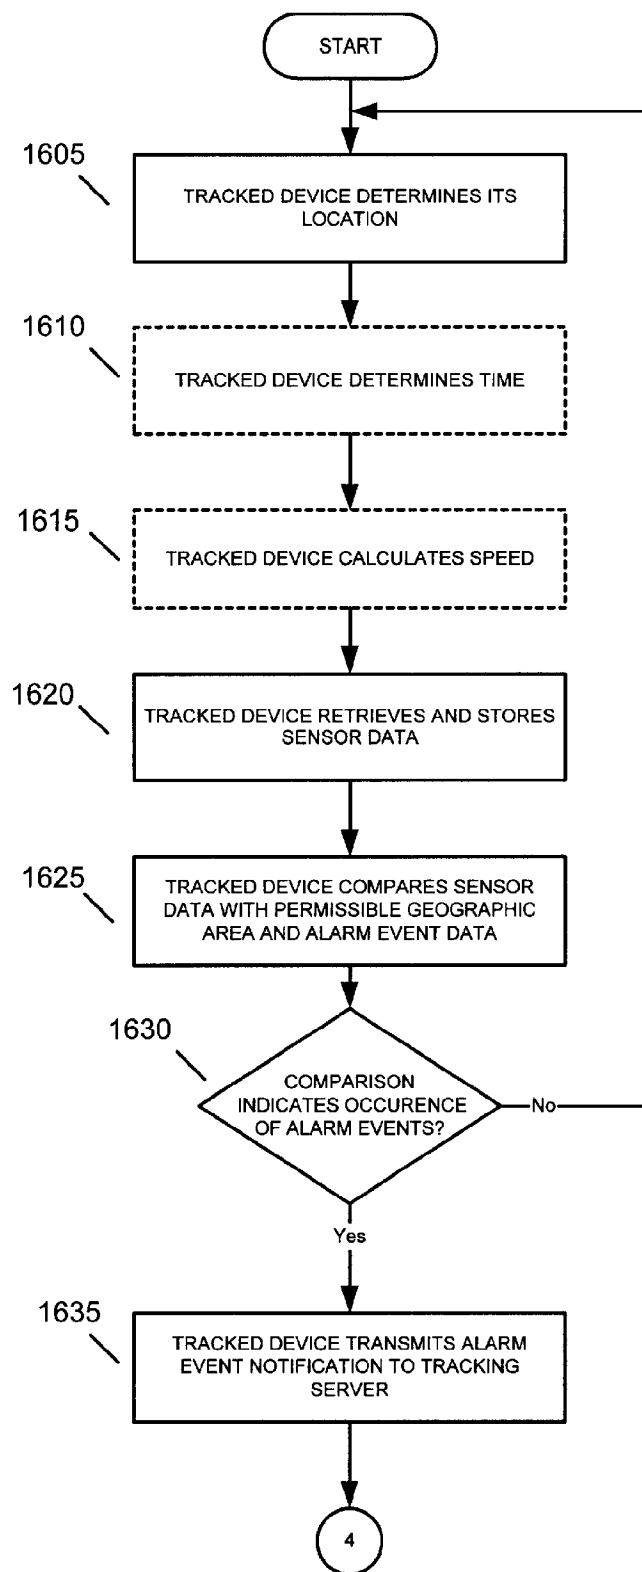 START
1605
TRACKED DEVICE DETERMINES ITS
LOCATION
1610
TRACKED DEVICE DETERMINES TIME
1615
TRACKED DEVICE CALCULATES SPEED
1620
TRACKED DEVICE RETRIEVES AND STORES
SENSOR DATA
1625
TRACKED DEVICE COMPARES SENSOR
DATA WITH PERMISSIBLE GEOGRAPHIC
AREA AND ALARM EVENT DATA
1630
COMPARISON
INDICATES OCCURENCE
OF ALARM EVENTS?
No
Yes
1635
TRACKED DEVICE TRANSMITS ALARM
EVENT NOTIFICATION TO TRACKING
SERVER
4